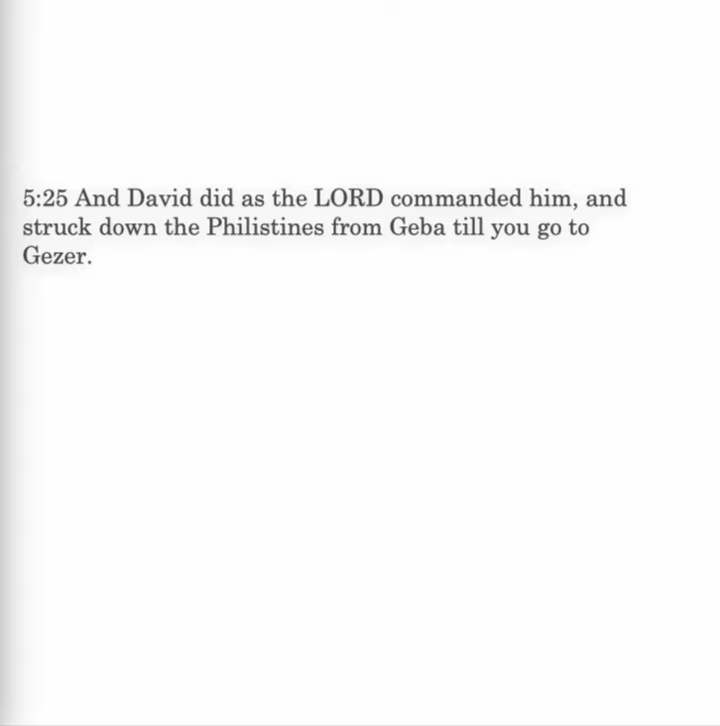 5:25 And David did as the LORD commanded him, and
struck down the Philistines from Geba till you go to
Gezer.